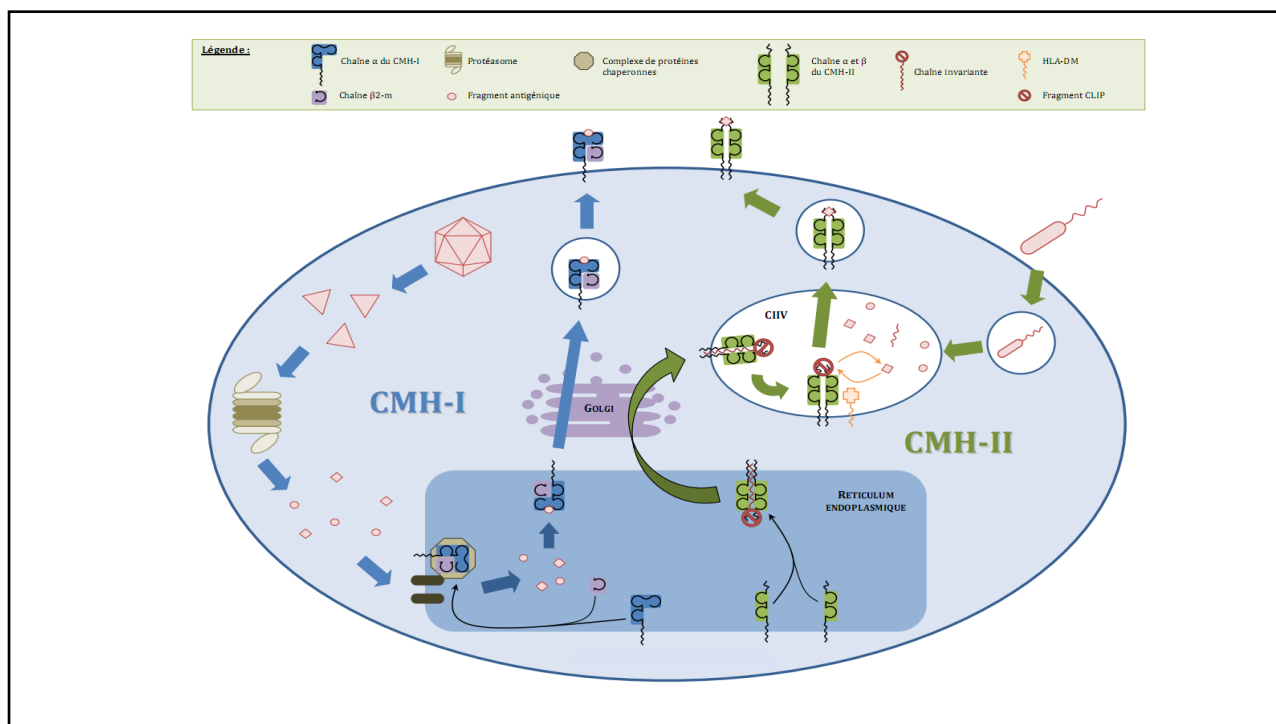 Légende :
Chaîne α du CMH-I
Protéasome
Complexe de protéines
chaperonnes
Chaîne α et β
du CMH-II
Chaîne invariante
HLA-DM
Chaîne β2-m
Fragment antigénique
Fragment CLIP
CIIV
CMH-I
GOLGI
CMH-II
RETICULUM
ENDOPLASMIQUE